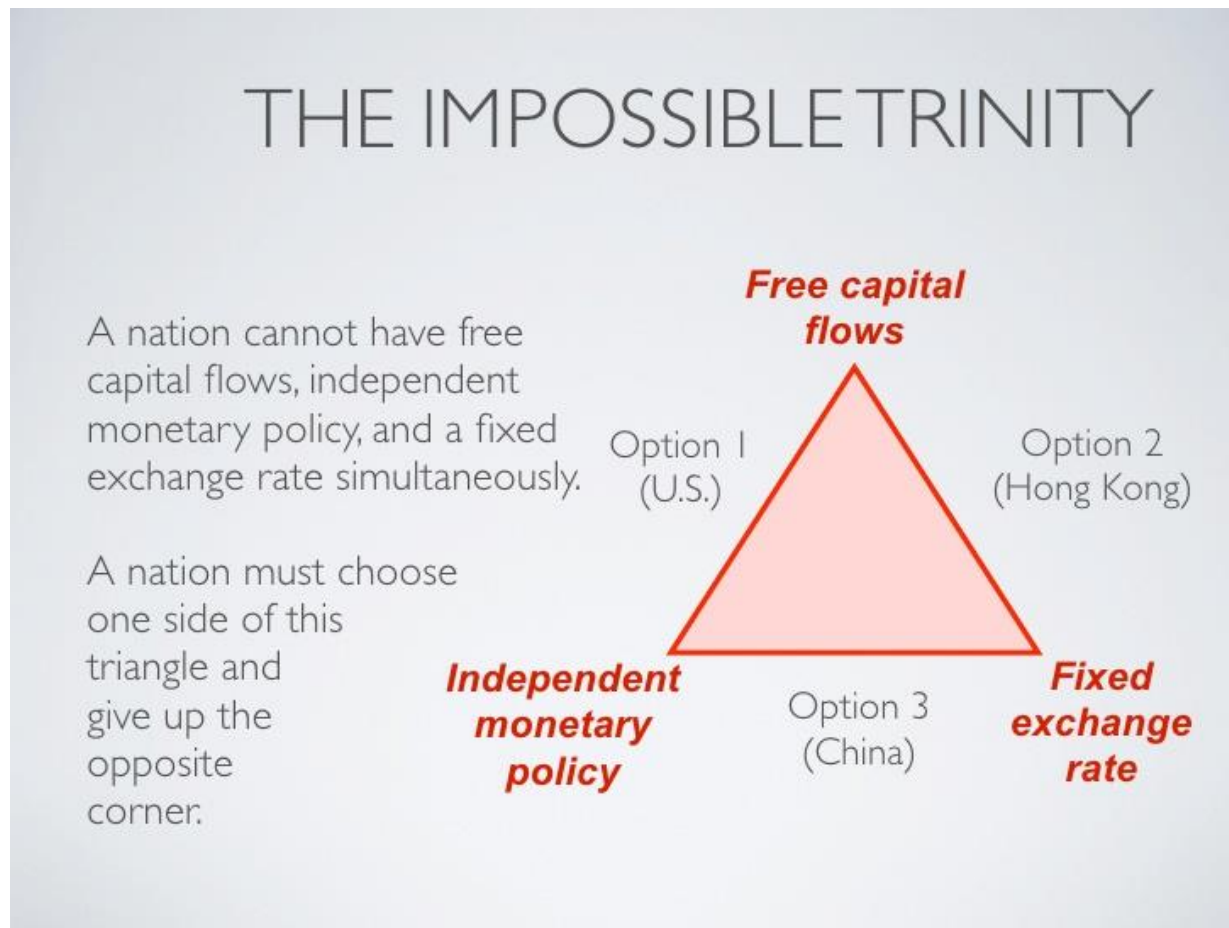 THE IMPOSSIBLE TRINITY
A nation cannot have free
capital flows, independent
monetary policy, and a fixed
exchange rate simultaneously.
A nation must choose
one side of this
triangle and
give up the
opposite
corner.
Free capital
flows
Option 1
(U.S.)
Option 2
(Hong Kong)
Independent
monetary
policy
Option 3
(China)
Fixed
exchange
rate